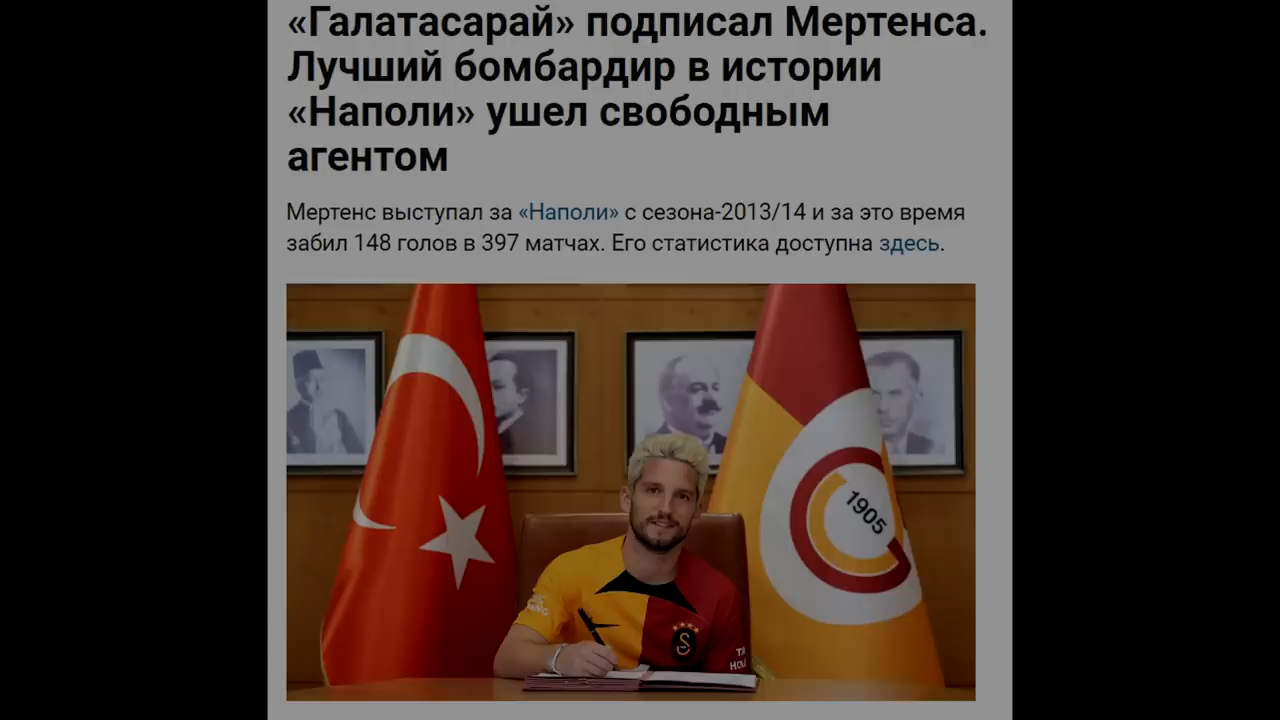 «Галатасарай» подписал Мертенса.
Лучший бомбардир в истории
«Наполи» ушел свободным
агентом
Мертенс выступал за «Наполи» с сезона-2013/14 и за это время
забил 148 голов в 397 матчах. Его статистика доступна здесь.
1905